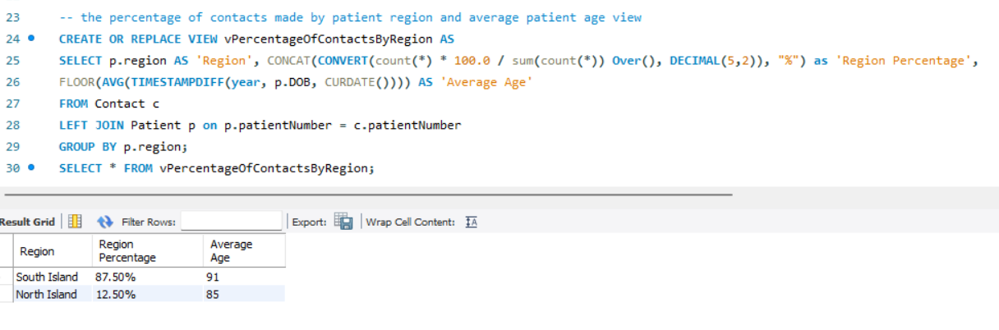 23 -- the percentage of contacts made by patient region and average patient age view
24 CREATE OR REPLACE VIEW vPercentageOfContactsByRegion AS
25 SELECT p.region AS 'Region', CONCAT(CONVERT(count(*) * 100.0 / sum(count(*)) Over(), DECIMAL(5,2)), "%") as 'Region Percentage',
26 FLOOR(AVG(TIMESTAMPDIFF(year, p.DOB, CURDATE()))) AS 'Average Age'
27 FROM Contact c
28 LEFT JOIN Patient p on p.patientNumber = c.patientNumber
29 GROUP BY p.region;
30 SELECT * FROM vPercentageOfContactsByRegion;
Result Grid Filter Rows: Export: Wrap Cell Content:
Region Region Percentage Average Age
South Island 87.50% 91
North Island 12.50% 85